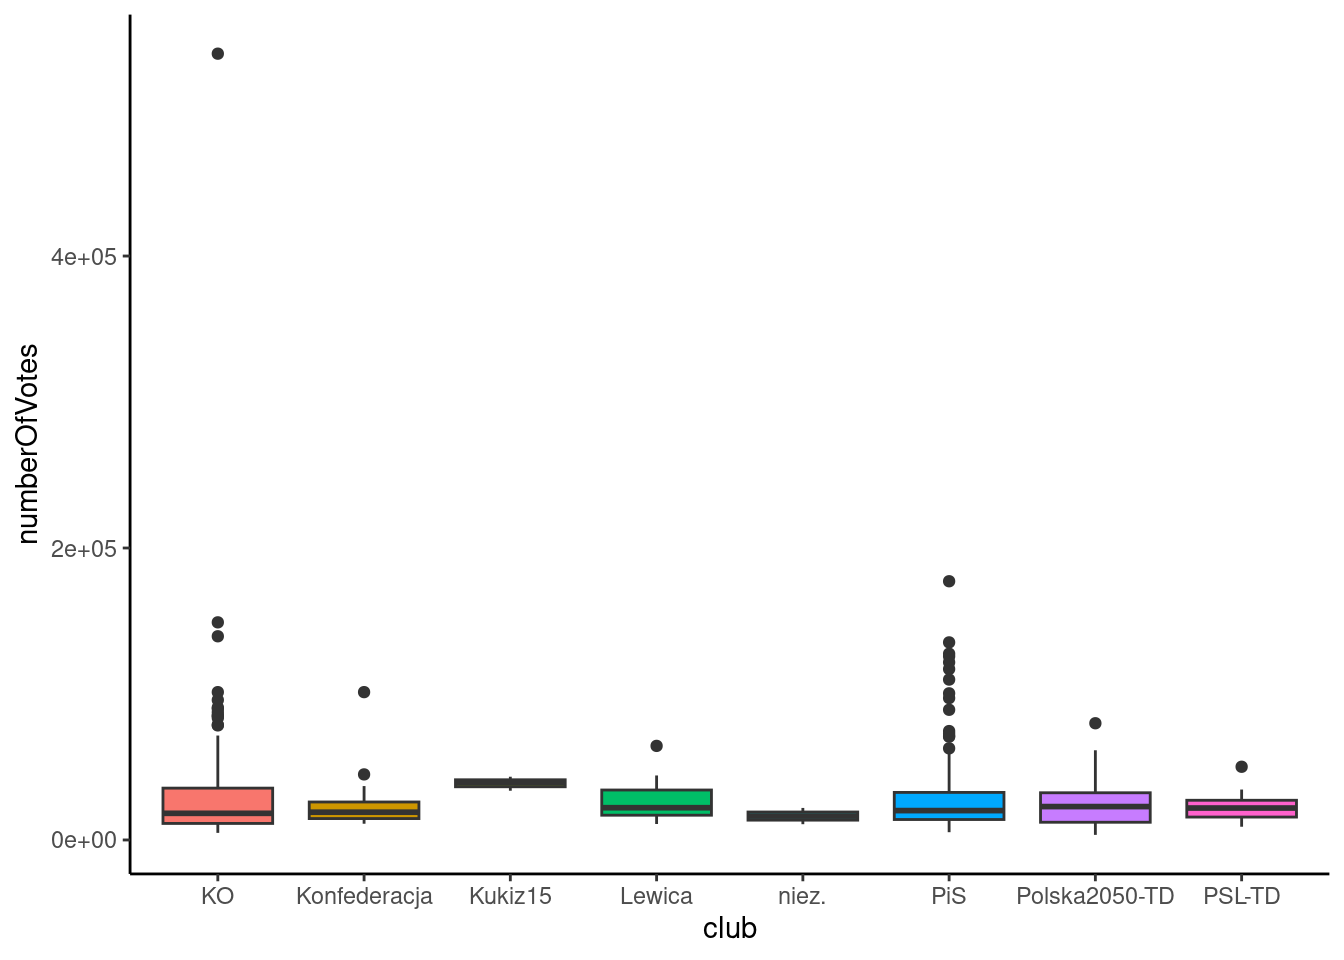 numberOfVotes
4e+05
2e+05
0e+00
KO Konfederacja Kukiz15 Lewica niez. PiS Polska2050-TD PSL-TD
club